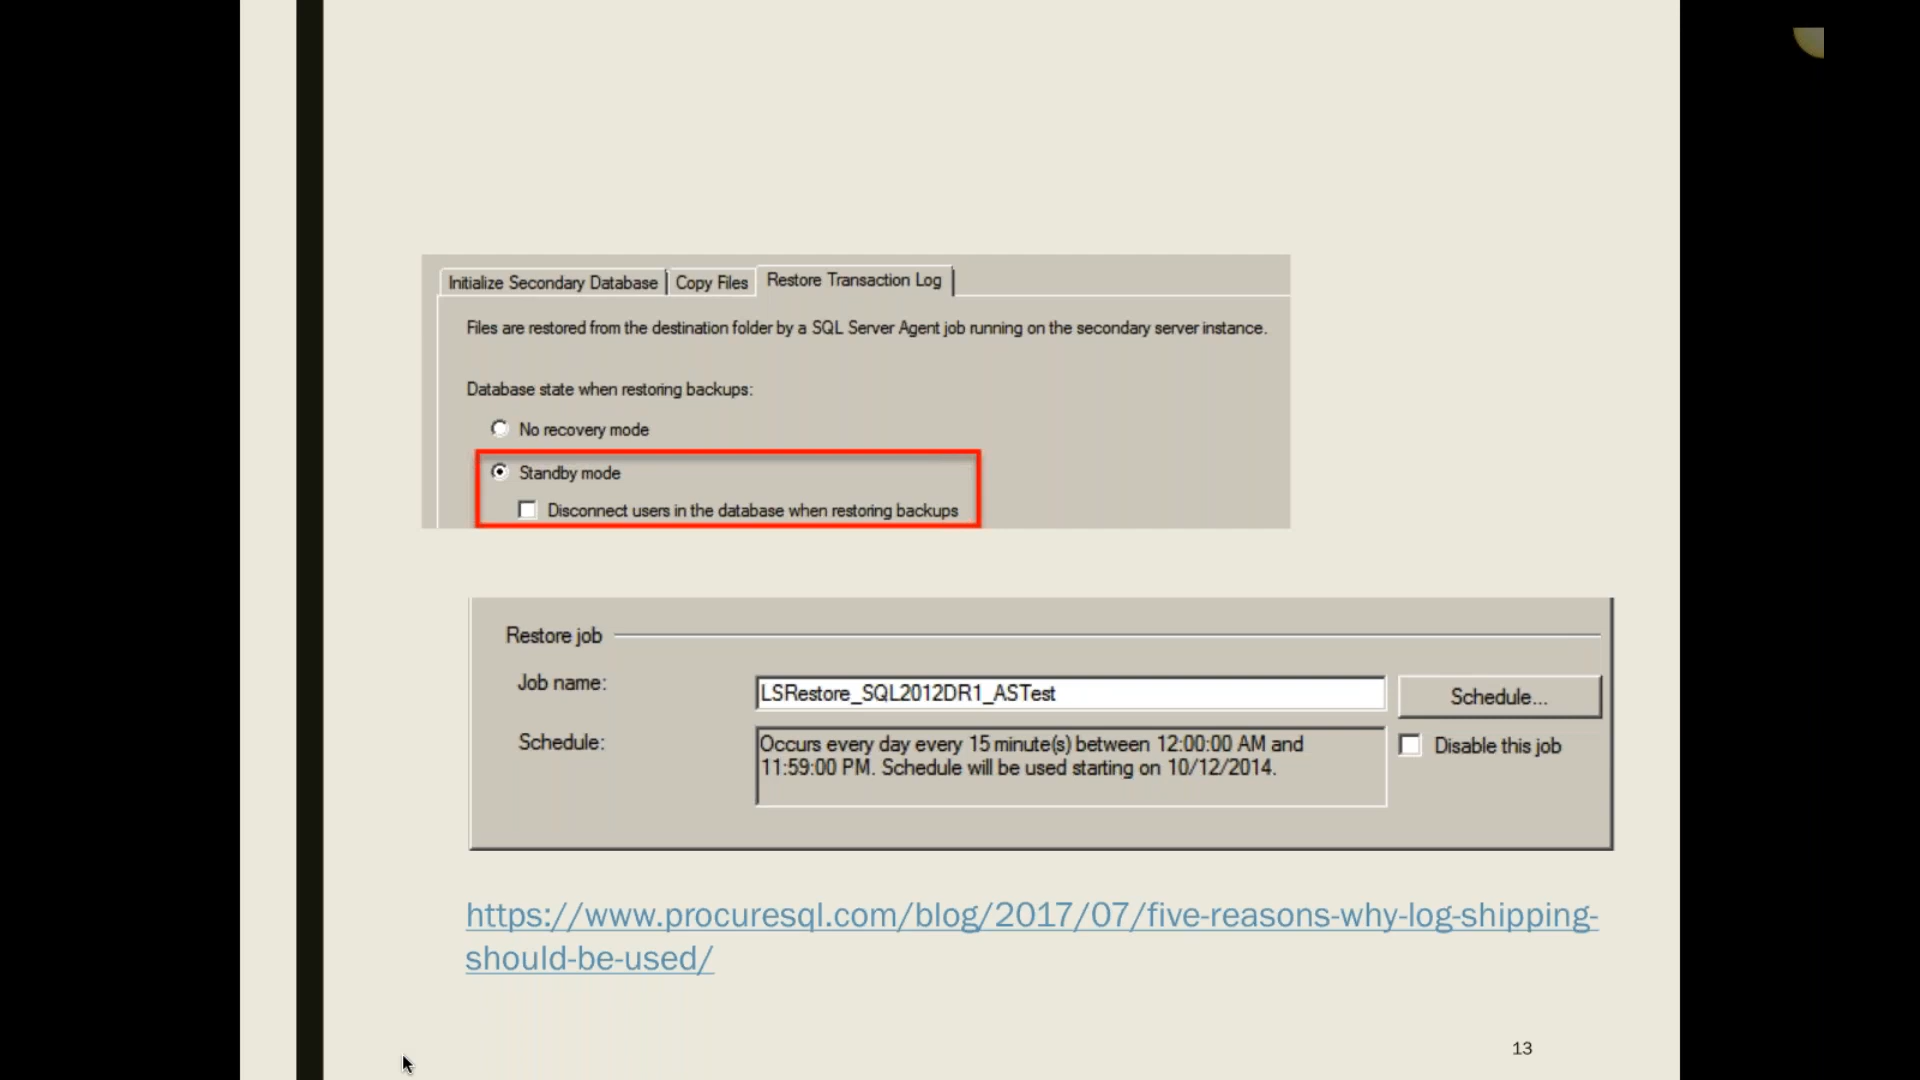 Initialize Secondary Database
Copy Files
Restore Transaction Log
Files are restored from the destination folder by a SQL Server Agent job running on the secondary server instance.
Database state when restoring backups:
No recovery mode
Standby mode
Disconnect users in the database when restoring backups
Restore job
Job name:
LSRestore_SQL2012DR1_ASTest
Schedule...
Schedule:
Occurs every day every 15 minute(s) between 12:00:00 AM and
11:59:00 PM. Schedule will be used starting on 10/12/2014.
Disable this job
https://www.procuresql.com/blog/2017/07/five-reasons-why-log-shipping-
should-be-used/
13